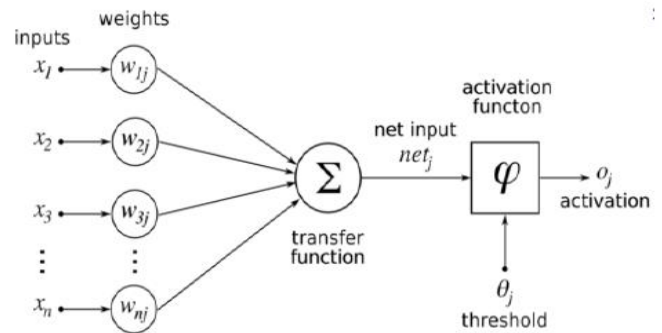 weights
inputs
x1
w1j
x2
w2j
x3
w3j
⋮ ⋮
xn
wnj
Σ
transfer
function
net input
netj
activation
functon
φ
oj
activation
θj
threshold